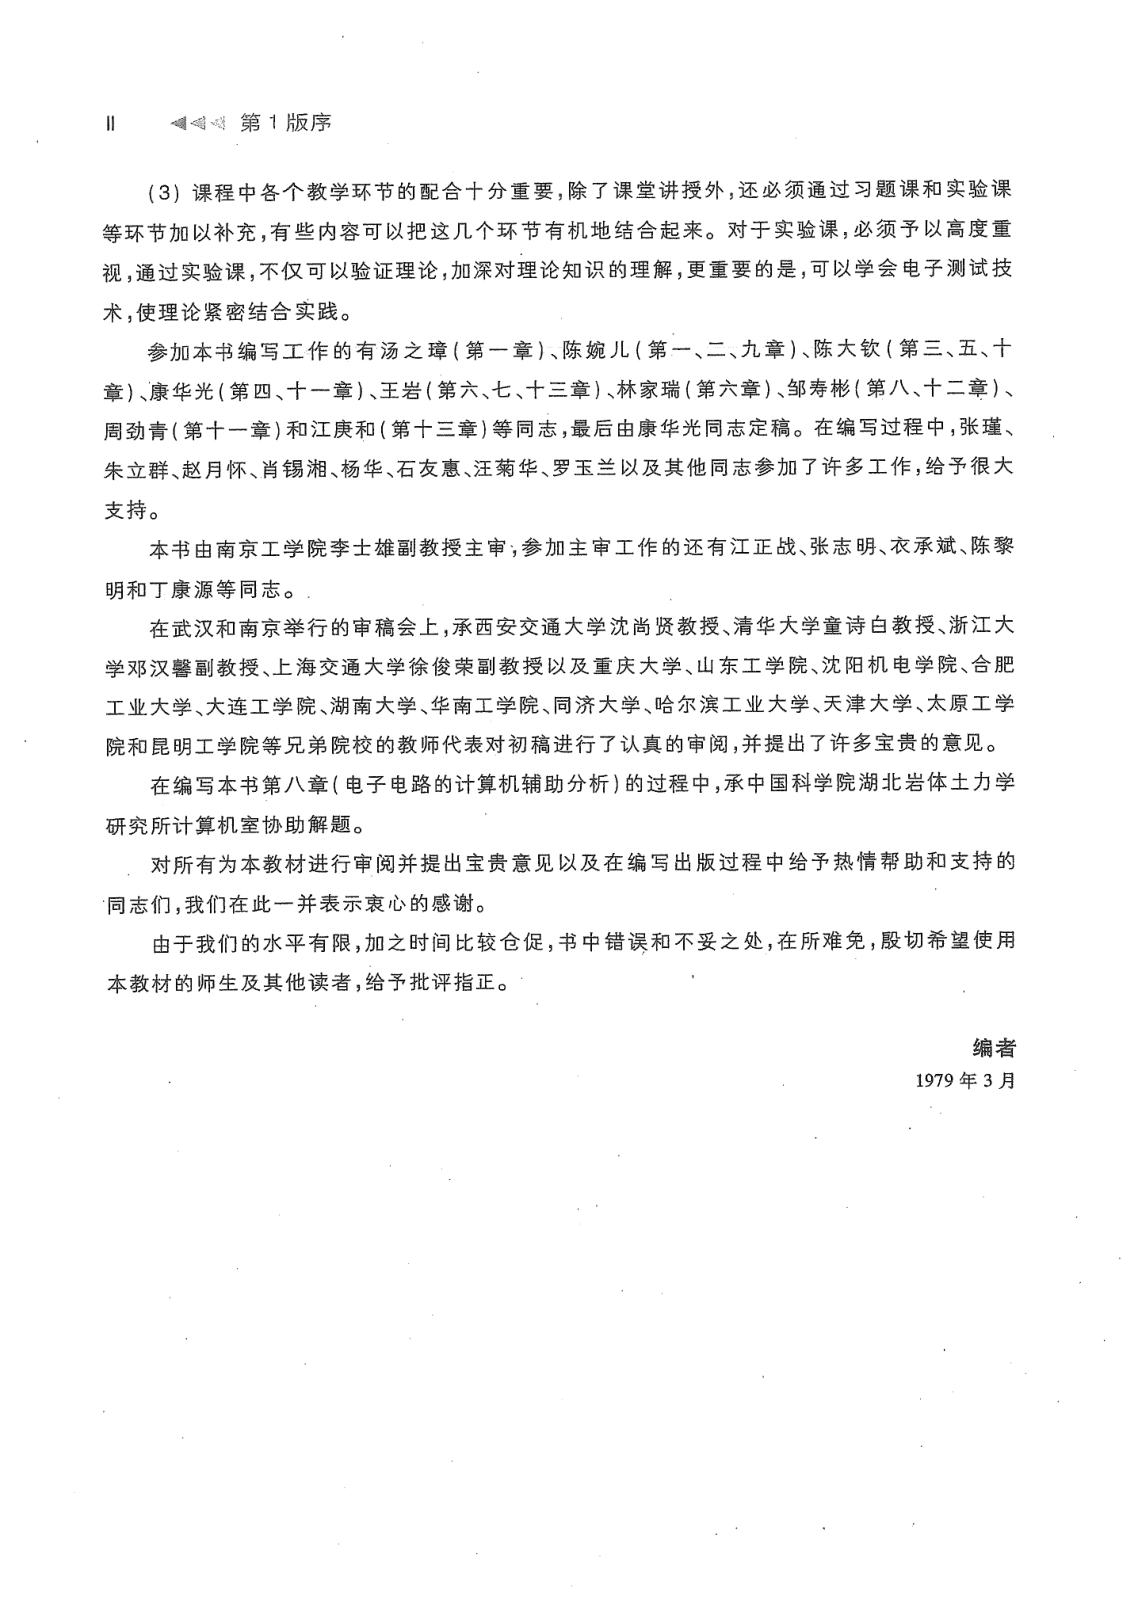 II 第1版序
(3) 课程中各个教学环节的配合十分重要,除了课堂讲授外,还必须通过习题课和实验课
等环节加以补充,有些内容可以把这几个环节有机地结合起来。对于实验课,必须予以高度重
视,通过实验课,不仅可以验证理论,加深对理论知识的理解,更重要的是,可以学会电子测试技
术,使理论紧密结合实践。
参加本书编写工作的有汤之璋(第一章)、陈婉儿(第一、二、九章)、陈大钦(第三、五、十
章)、康华光(第四、十一章)、王岩(第六、七、十三章)、林家瑞(第六章)、邹寿彬(第八、十二章)、
周劲青(第十一章)和江庚和(第十三章)等同志,最后由康华光同志定稿。在编写过程中,张瑾、
朱立群、赵月怀、肖锡湘、杨华、石友惠、汪菊华、罗玉兰以及其他同志参加了许多工作,给予很大
支持。
本书由南京工学院李士雄副教授主审;参加主审工作的还有江正战、张志明、衣承斌、陈黎
明和丁康源等同志。
在武汉和南京举行的审稿会上,承西安交通大学沈尚贤教授、清华大学童诗白教授、浙江大
学邓汉馨副教授、上海交通大学徐俊荣副教授以及重庆大学、山东工学院、沈阳机电学院、合肥
工业大学、大连工学院、湖南大学、华南工学院、同济大学、哈尔滨工业大学、天津大学、太原工学
院和昆明工学院等兄弟院校的教师代表对初稿进行了认真的审阅,并提出了许多宝贵的意见。
在编写本书第八章(电子电路的计算机辅助分析)的过程中,承中国科学院湖北岩体土力学
研究所计算机室协助解题。
对所有为本教材进行审阅并提出宝贵意见以及在编写出版过程中给予热情帮助和支持的
同志们,我们在此一并表示衷心的感谢。
由于我们的水平有限,加之时间比较仓促,书中错误和不妥之处,在所难免,殷切希望使用
本教材的师生及其他读者,给予批评指正。
编者
1979 年 3 月